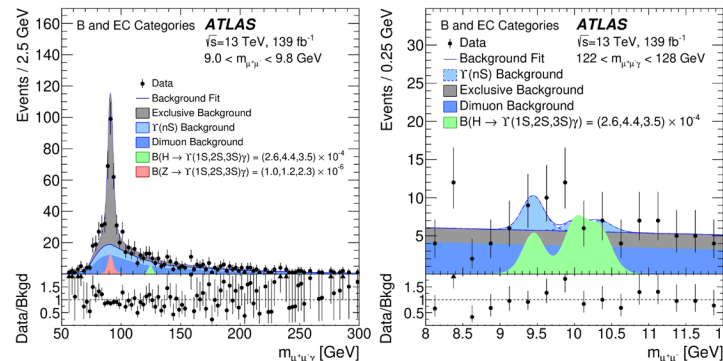 Events / 2.5 GeV
160
140
120
100
80
60
40
20
B and EC Categories
ATLAS
√s=13 TeV, 139 fb⁻¹
9.0 < m_μ⁺μ⁻ < 9.8 GeV
Data
Background Fit
Exclusive Background
ϒ(nS) Background
Dimuon Background
B(H → ϒ(1S,2S,3S)γ) = (2.6,4.4,3.5) × 10⁻⁴
B(Z → ϒ(1S,2S,3S)γ) = (1.0,1.2,2.3) × 10⁻⁶
Data/Bkgd
1.5
1
0.5
50 100 150 200 250 300
m_μ⁺μ⁻γ [GeV]
Events / 0.25 GeV
30
25
20
15
10
5
B and EC Categories
ATLAS
√s=13 TeV, 139 fb⁻¹
122 < m_μ⁺μ⁻γ < 128 GeV
Data
Background Fit
ϒ(nS) Background
Exclusive Background
Dimuon Background
B(H → ϒ(1S,2S,3S)γ) = (2.6,4.4,3.5) × 10⁻⁴
Data/Bkgd
1.5
1
0.5
8 8.5 9 9.5 10 10.5 11 11.5
m_μ⁺μ⁻ [GeV]